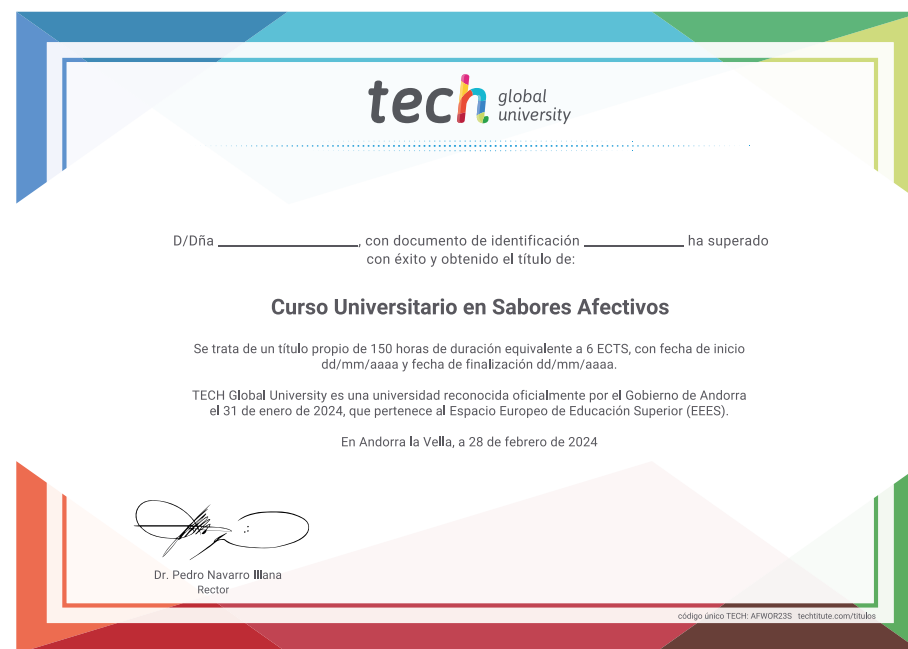 tech global university
D/Dña ______________, con documento de identificación __________ ha superado
con éxito y obtenido el título de:
Curso Universitario en Sabores Afectivos
Se trata de un título propio de 150 horas de duración equivalente a 6 ECTS, con fecha de inicio
dd/mm/aaaa y fecha de finalización dd/mm/aaaa.
TECH Global University es una universidad reconocida oficialmente por el Gobierno de Andorra
el 31 de enero de 2024, que pertenece al Espacio Europeo de Educación Superior (EEES).
En Andorra la Vella, a 28 de febrero de 2024
Dr. Pedro Navarro Illana
Rector
código único TECH: AFWOR23S techtitute.com/titulos